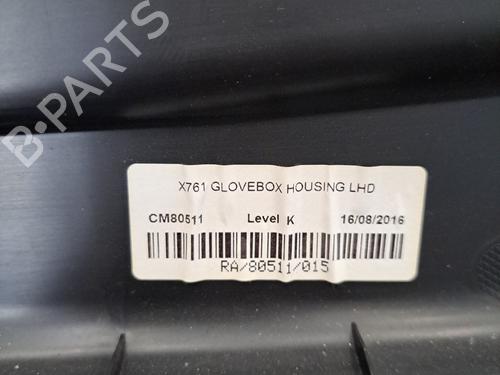 B-PARTS
X761 GLOVEBOX HOUSING LHD
CM80511 Level K 16/08/2016
RA/80511/015